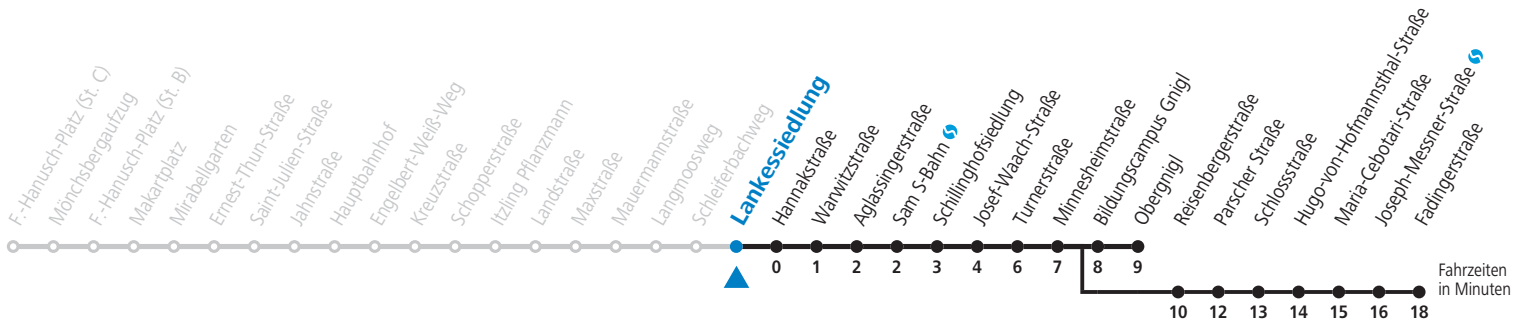 F.-Hanusch-Platz (St. C)
Mönchsbergaufzug
F.-Hanusch-Platz (St. B)
Makartplatz
Mirabellgarten
Ernest-Thun-Straße
Saint-Julien-Straße
Jahnstraße
Hauptbahnhof
Engelbert-Weiß-Weg
Kreuzstraße
Schopperstraße
Itzling Pflanzmann
Landstraße
Maxstraße
Mauermannstraße
Langmoosweg
Schleiferbachweg
Lankessiedlung
Hannakstraße
Warwitzstraße
Aglassingerstraße
Sam S-Bahn
Schillinghofsiedlung
Josef-Waach-Straße
Turnerstraße
Minnesheimstraße
Bildungscampus Gnigl
Obergnigl
Reisenbergerstraße
Parscher Straße
Schlossstraße
Hugo-von-Hofmannsthal-Straße
Maria-Cebotari-Straße
Joseph-Messner-Straße
Fadingerstraße
0 1 2 2 3 4 6 7 8 9
Fahrzeiten
in Minuten
10 12 13 14 15 16 18